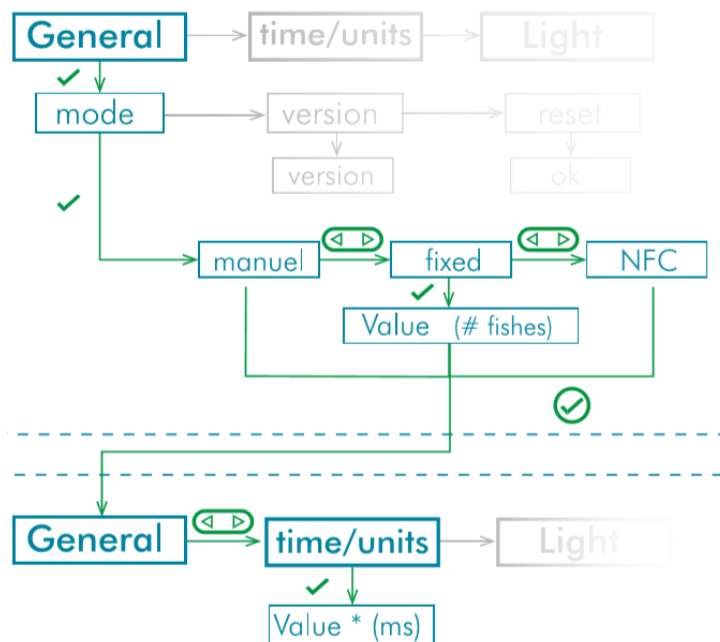 General time/units Light
mode version reset
version ok
manuel fixed NFC
Value (# fishes)
General time/units Light
Value * (ms)